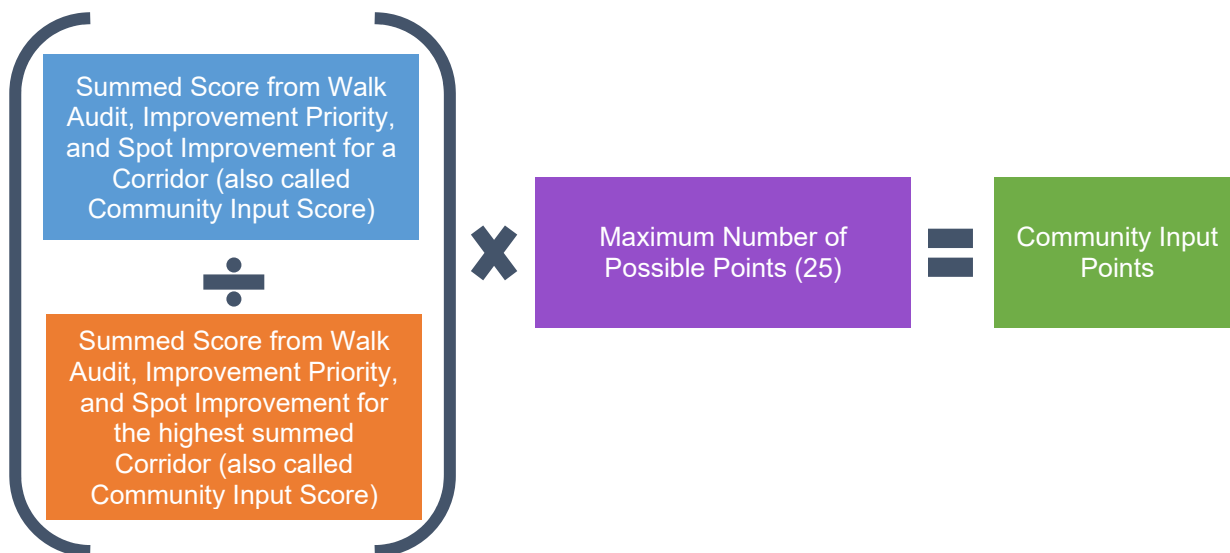 Summed Score from Walk
Audit, Improvement Priority,
and Spot Improvement for a
Corridor (also called
Community Input Score)
÷
Summed Score from Walk
Audit, Improvement Priority,
and Spot Improvement for
the highest summed
Corridor (also called
Community Input Score)
×
Maximum Number of
Possible Points (25)
=
Community Input
Points